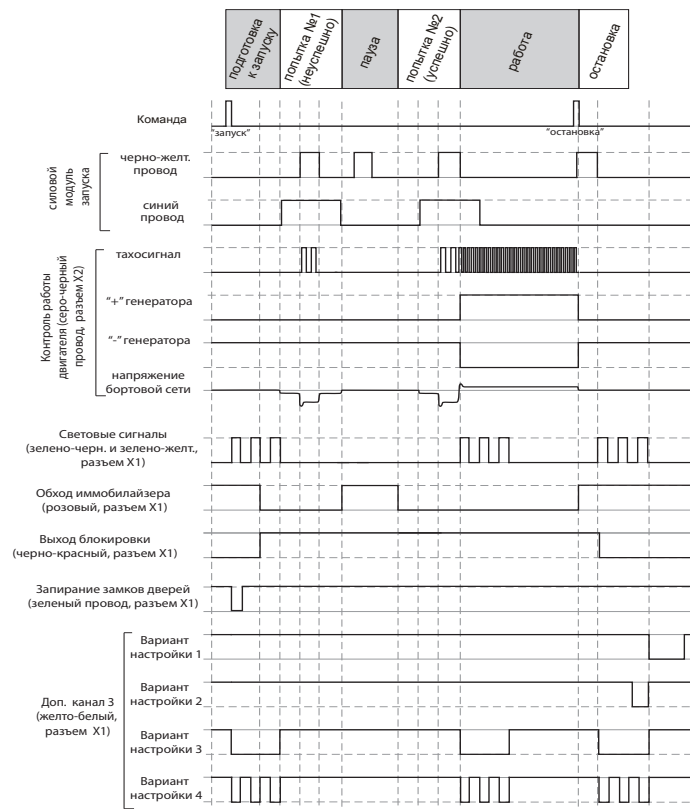 подготовка
к запуску
попытка №1
(неуспешно)
пауза
попытка №2
(успешно)
работа
остановка
Команда
"запуск"
"остановка"
силовой
модуль
запуска
черно-желт.
провод
синий
провод
Контроль работы
двигателя (серо-черный
провод, разъем X2)
тахосигнал
"+" генератора
"-" генератора
напряжение
бортовой сети
Световые сигналы
(зелено-черн. и зелено-желт.,
разъем X1)
Обход иммобилайзера
(розовый, разъем X1)
Выход блокировки
(черно-красный, разъем X1)
Запирание замков дверей
(зеленый провод, разъем X1)
Доп. канал 3
(желто-белый,
разъем X1)
Вариант
настройки 1
Вариант
настройки 2
Вариант
настройки 3
Вариант
настройки 4